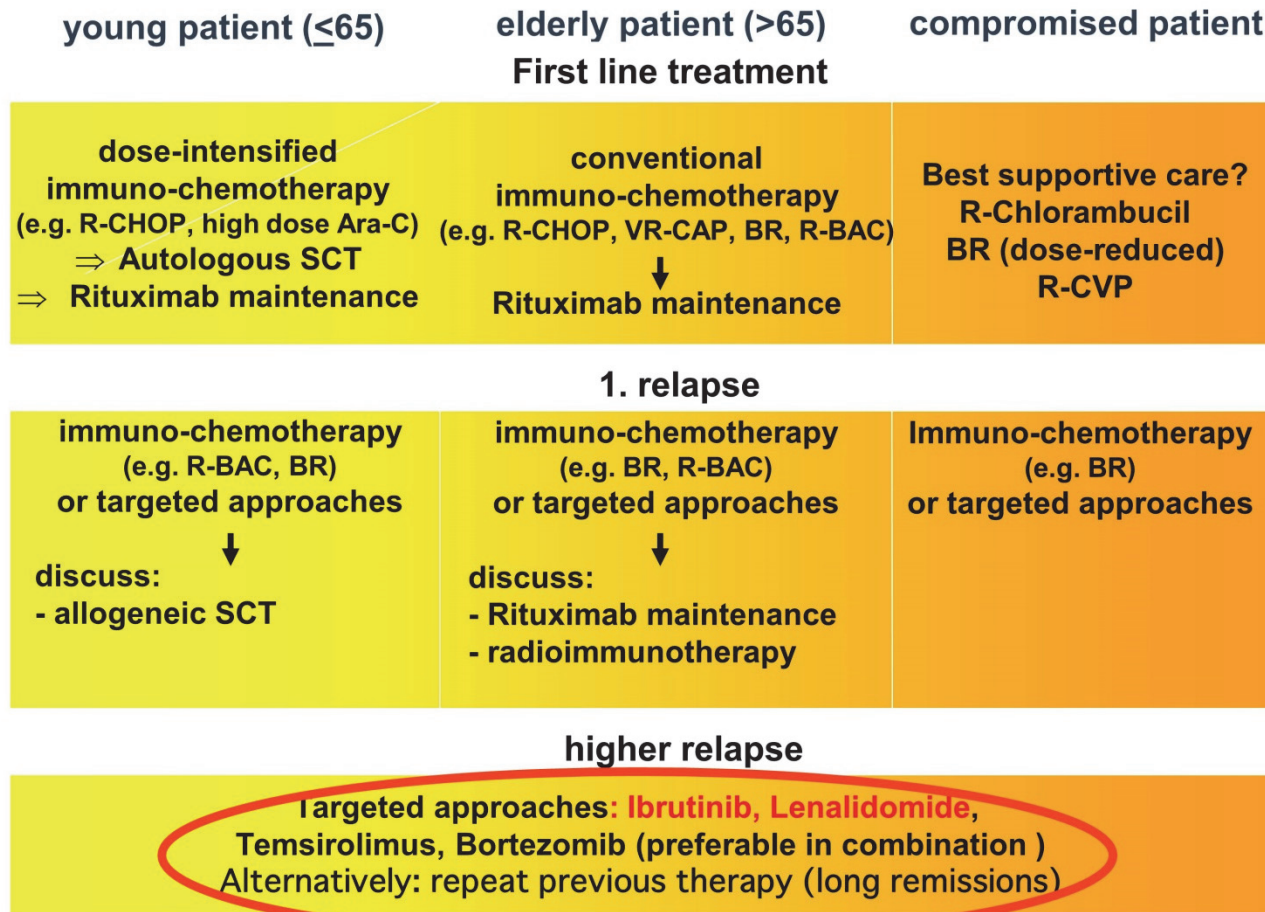 young patient (≤65)
elderly patient (>65)
compromised patient
First line treatment
dose-intensified
immuno-chemotherapy
(e.g. R-CHOP, high dose Ara-C)
⇒ Autologous SCT
⇒ Rituximab maintenance
conventional
immuno-chemotherapy
(e.g. R-CHOP, VR-CAP, BR, R-BAC)
Rituximab maintenance
Best supportive care?
R-Chlorambucil
BR (dose-reduced)
R-CVP
1. relapse
immuno-chemotherapy
(e.g. R-BAC, BR)
or targeted approaches
discuss:
- allogeneic SCT
immuno-chemotherapy
(e.g. BR, R-BAC)
or targeted approaches
discuss:
- Rituximab maintenance
- radioimmunotherapy
Immuno-chemotherapy
(e.g. BR)
or targeted approaches
higher relapse
Targeted approaches: Ibrutinib, Lenalidomide,
Temsirolimus, Bortezomib (preferable in combination )
Alternatively: repeat previous therapy (long remissions)